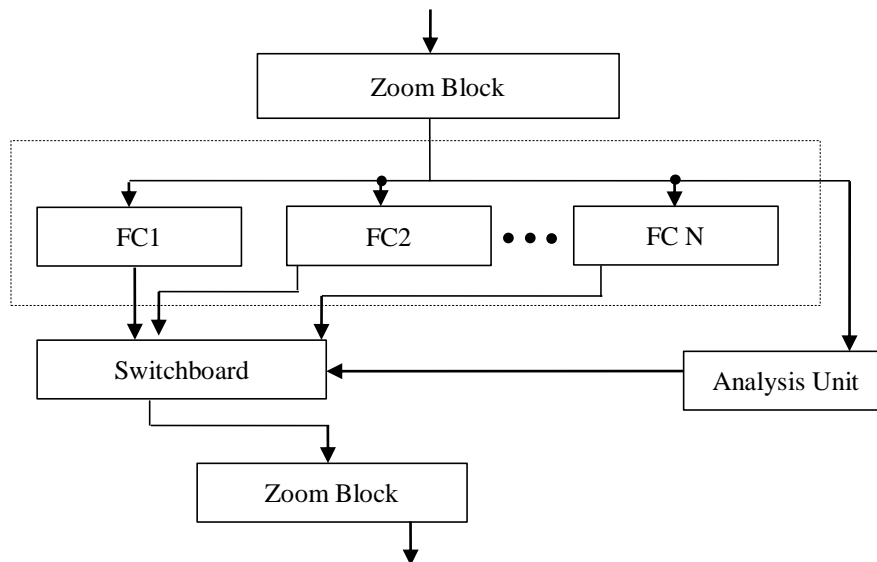 Zoom Block
FC1
FC2
FC N
Switchboard
Analysis Unit
Zoom Block